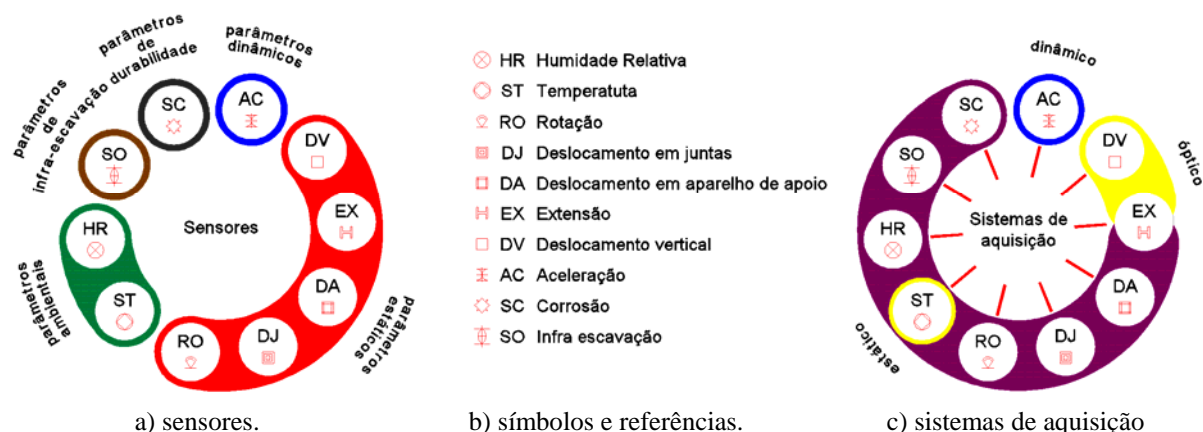 parâmetros
de
infra-escavação
parâmetros
de
durabilidade
parâmetros
dinâmicos
SC
AC
DV
SO
EX
HR
Sensores
DA
ST
RO
DJ
parâmetros
ambientais
parâmetros
estáticos
a) sensores.
HR Humidade Relativa
ST Temperatuta
RO Rotação
DJ Deslocamento em juntas
DA Deslocamento em aparelho de apoio
EX Extensão
DV Deslocamento vertical
AC Aceleração
SC Corrosão
SO Infra escavação
b) símbolos e referências.
dinâmico
SC
AC
DV
óptico
SO
EX
HR
Sistemas de
aquisição
DA
ST
RO
DJ
estático
c) sistemas de aquisição